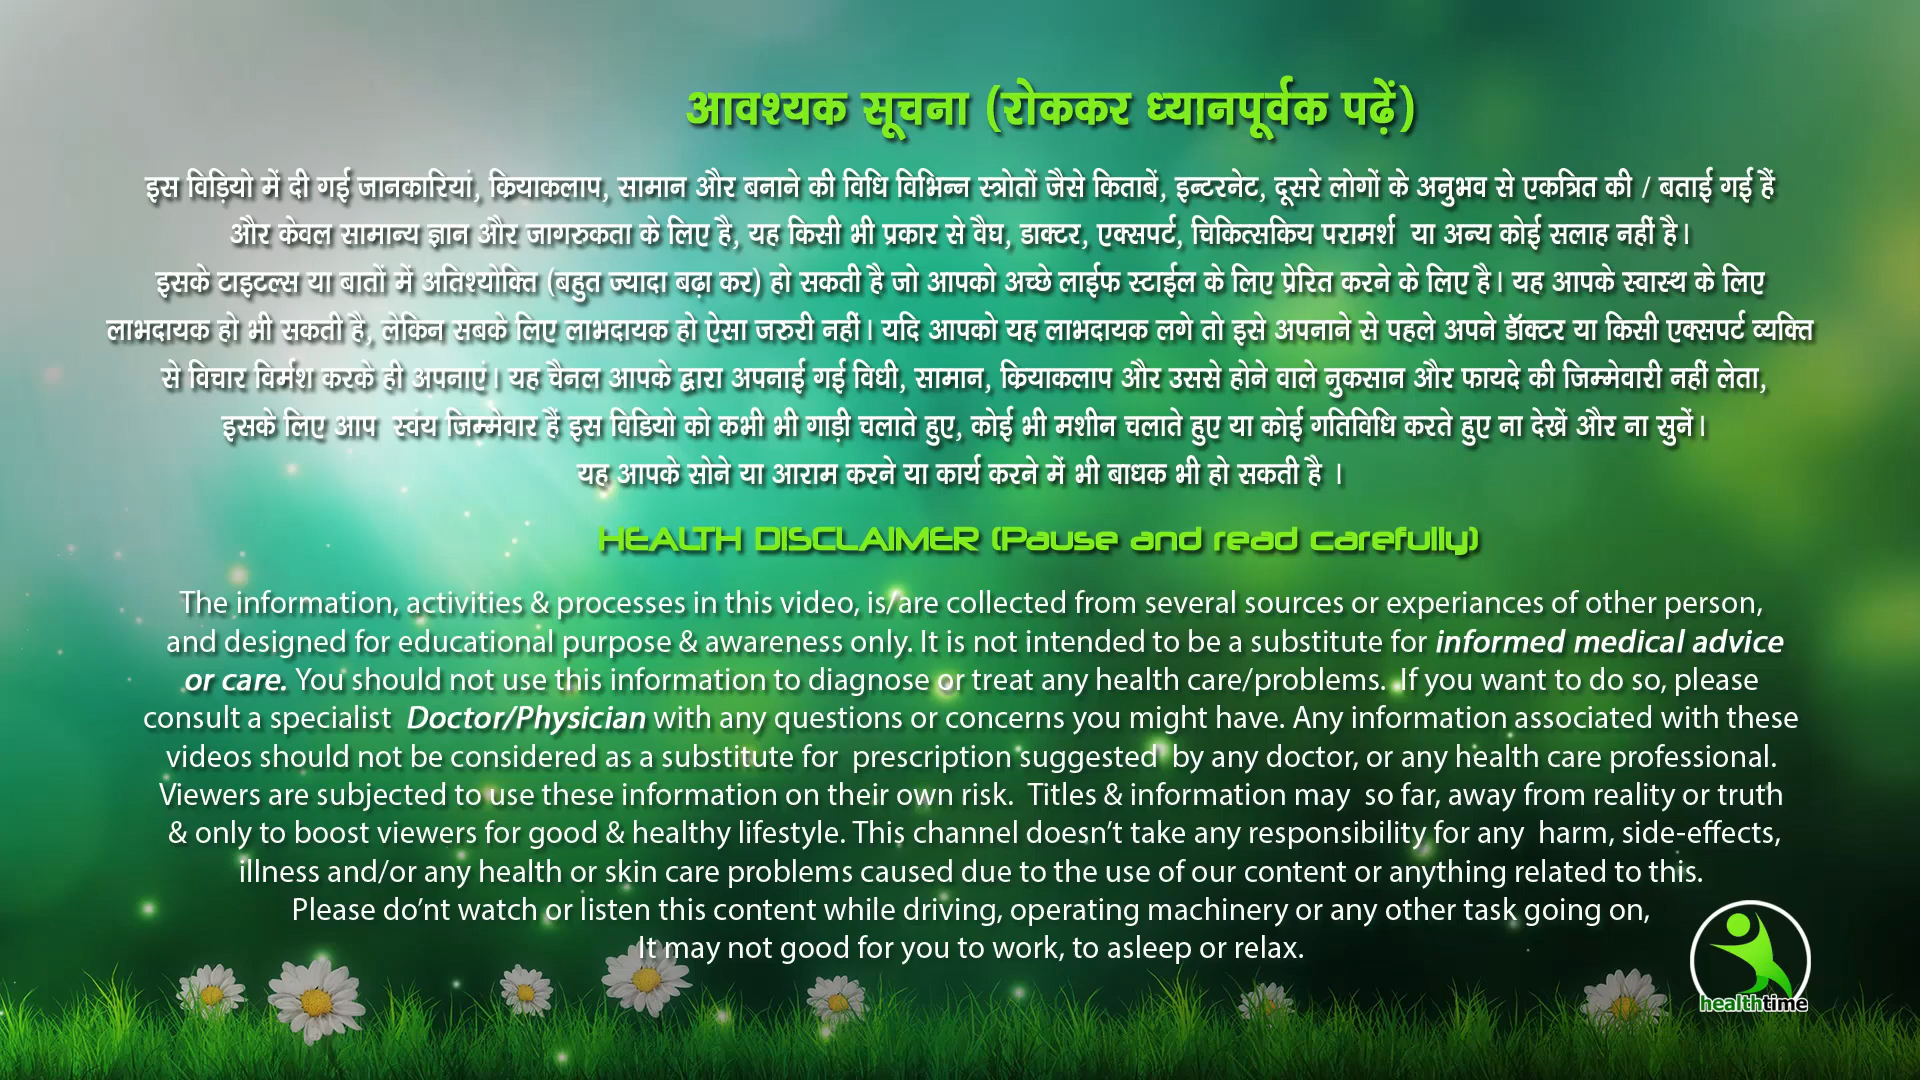 आवश्यक सूचना (रोककर ध्यानपूर्वक पढ़ें)
इस विड़ियो में दी गई जानकारियां, क्रियाकलाप, सामान और बनाने की विधि विभिन्न स्त्रोतों जैसे किताबें, इन्टरनेट, दूसरे लोगों के अनुभव से एकत्रित की / बताई गई हैं
और केवल सामान्य ज्ञान और जागरुकता के लिए है, यह किसी भी प्रकार से वैघ, डाक्टर, एक्सपर्ट, चिकित्सकिय परामर्श या अन्य कोई सलाह नहीं है।
इसके टाइटल्स या बातों में अतिश्योक्ति (बहुत ज्यादा बढ़ा कर) हो सकती है जो आपको अच्छे लाईफ स्टाईल के लिए प्रेरित करने के लिए है। यह आपके स्वास्थ के लिए
लाभदायक हो भी सकती है, लेकिन सबके लिए लाभदायक हो ऐसा जरुरी नहीं। यदि आपको यह लाभदायक लगे तो इसे अपनाने से पहले अपने डॉक्टर या किसी एक्सपर्ट व्यक्ति
से विचार विर्मश करके ही अपनाएं। यह चैनल आपके द्वारा अपनाई गई विधी, सामान, क्रियाकलाप और उससे होने वाले नुकसान और फायदे की जिम्मेवारी नहीं लेता,
इसके लिए आप स्वंय जिम्मेवार हैं इस विडियो को कभी भी गाड़ी चलाते हुए, कोई भी मशीन चलाते हुए या कोई गतिविधि करते हुए ना देखें और ना सुनें।
यह आपके सोने या आराम करने या कार्य करने में भी बाधक भी हो सकती है ।
HEALTH DISCLAIMER (Pause and read carefully)
The information, activities & processes in this video, is/are collected from several sources or experiances of other person,
and designed for educational purpose & awareness only. It is not intended to be a substitute for informed medical advice
or care. You should not use this information to diagnose or treat any health care/problems. If you want to do so, please
consult a specialist Doctor/Physician with any questions or concerns you might have. Any information associated with these
videos should not be considered as a substitute for prescription suggested by any doctor, or any health care professional.
Viewers are subjected to use these information on their own risk. Titles & information may so far, away from reality or truth
& only to boost viewers for good & healthy lifestyle. This channel doesn't take any responsibility for any harm, side-effects,
illness and/or any health or skin care problems caused due to the use of our content or anything related to this.
Please do'nt watch or listen this content while driving, operating machinery or any other task going on,
It may not good for you to work, to asleep or relax.
healthtime